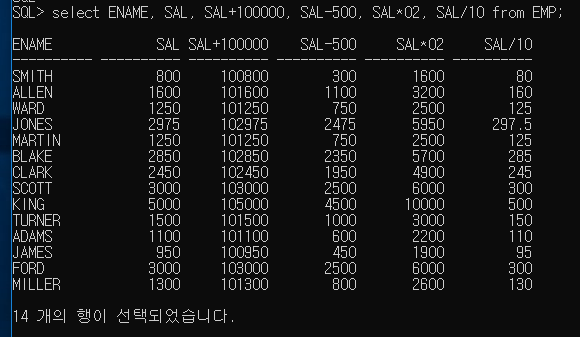 SQL> select ENAME, SAL, SAL+100000, SAL-500, SAL*02, SAL/10 from EMP;
ENAME SAL SAL+100000 SAL-500 SAL*02 SAL/10
---------- ---------- ---------- ---------- ---------- ----------
SMITH 800 100800 300 1600 80
ALLEN 1600 101600 1100 3200 160
WARD 1250 101250 750 2500 125
JONES 2975 102975 2475 5950 297.5
MARTIN 1250 101250 750 2500 125
BLAKE 2850 102850 2350 5700 285
CLARK 2450 102450 1950 4900 245
SCOTT 3000 103000 2500 6000 300
KING 5000 105000 4500 10000 500
TURNER 1500 101500 1000 3000 150
ADAMS 1100 101100 600 2200 110
JAMES 950 100950 450 1900 95
FORD 3000 103000 2500 6000 300
MILLER 1300 101300 800 2600 130
14 개의 행이 선택되었습니다.